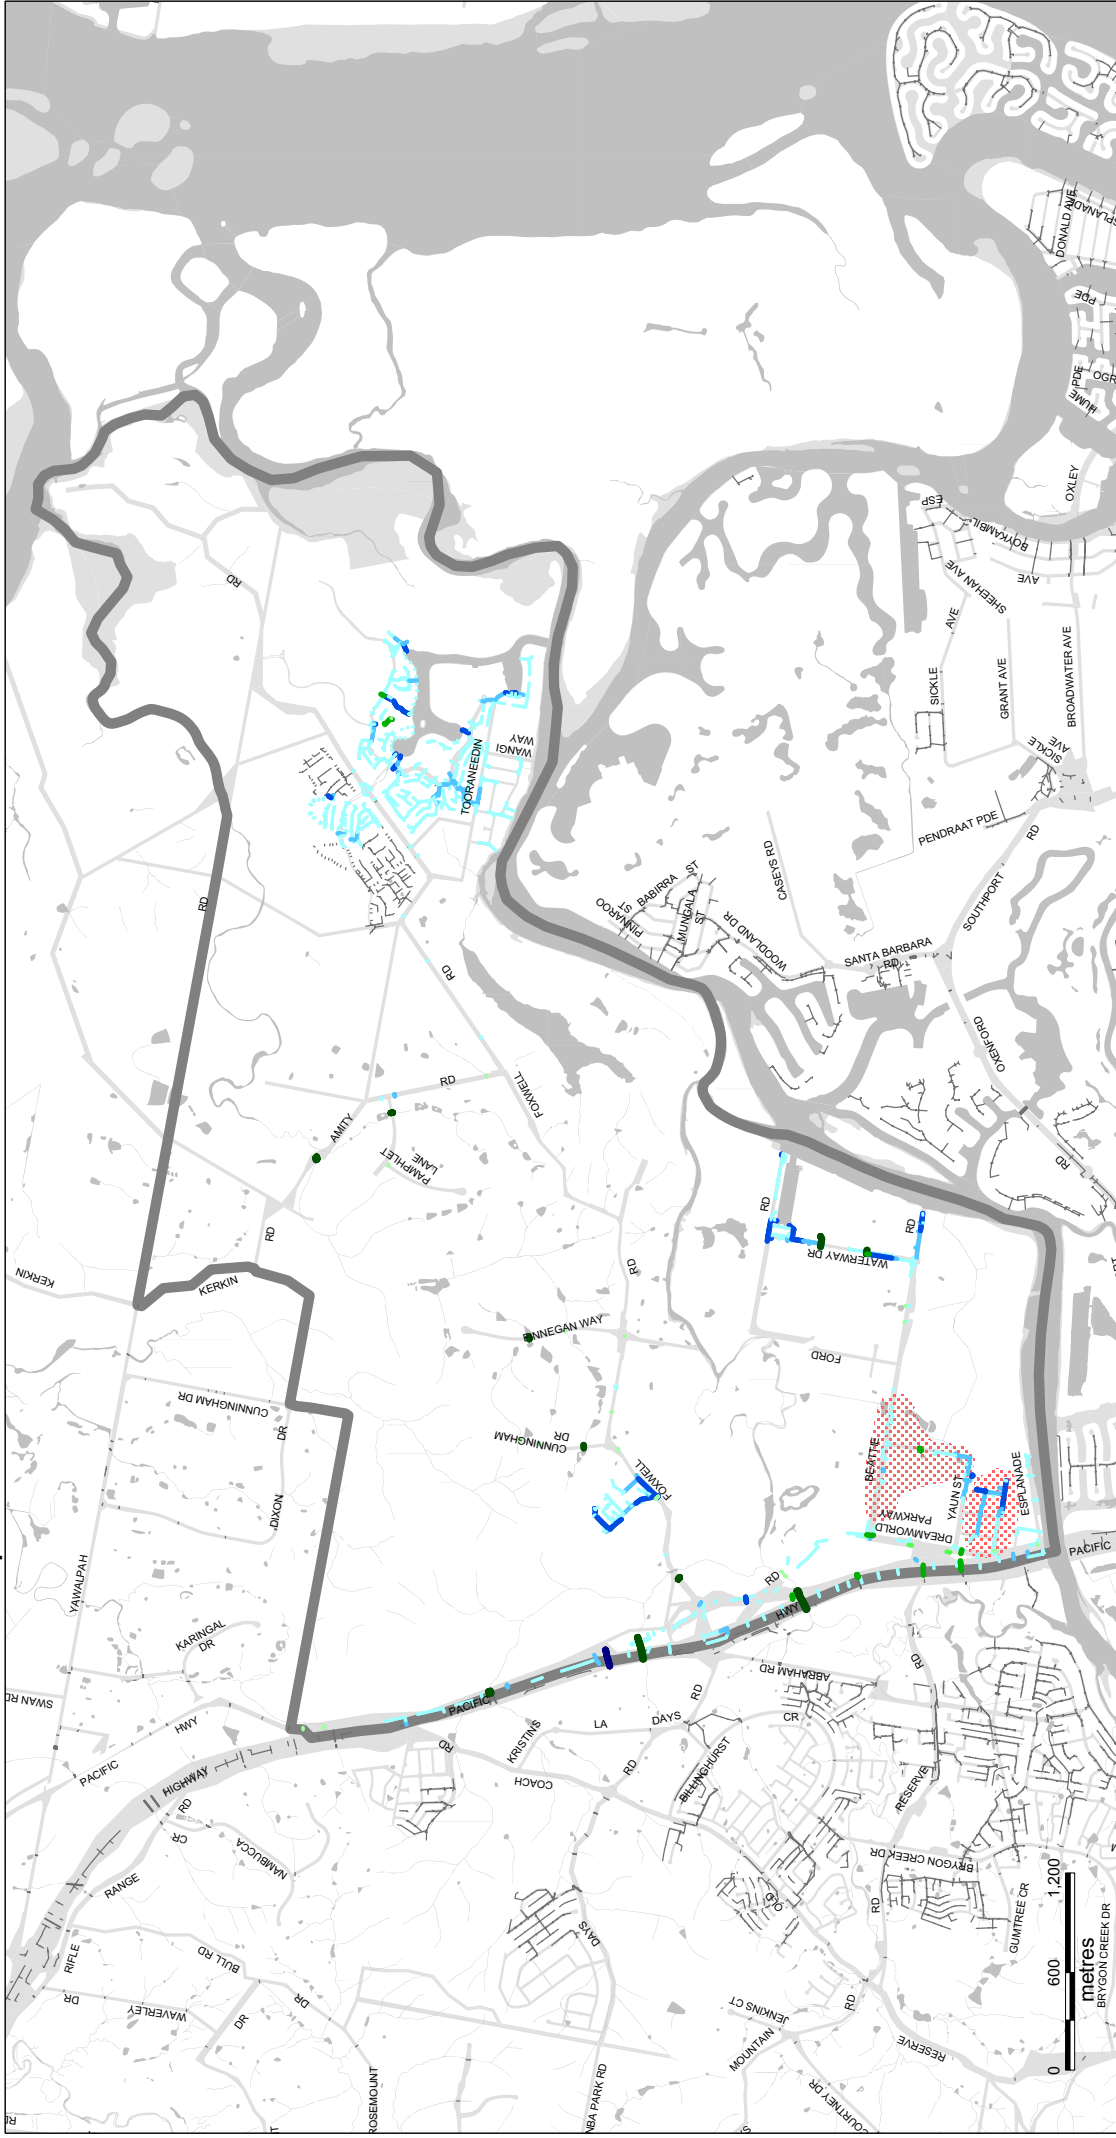 DONALD AVE
PDE
HUME PDE
OXLEY
ESP
BOYKAMBIL
AVE
SHEEHAN AVE
RD
AVE
SICKLE
GRANT AVE
BROADWATER AVE
SICKLE
AVE
WANGI
WAY
TOORANEEDIN
PENDRAAT PDE
RD
CASEYS RD
SOUTHPORT
RD
BABIRRA ST
PINNAROO
ST
MUNGALA
ST
WOODLAND DR
SANTA BARBARA
RD
RD
OXENFORD
RD
RD
FOXWELL
AMITY
PAMPHLET
LANE
RD
RD
RD
WATERWAY DR
RD
KERKIN
KERKIN
FINNEGAN WAY
FORD
CUNNINGHAM DR
DR
CUNNINGHAM
DR
BEATTIE
FOXWELL
YAUN ST
ESPLANADE
DIXON
DREAMWORLD
PARKWAY
PACIFIC
YAWALPAH
RD
HWY
KARINGAL
DR
SWAN RD
HWY
PACIFIC
ABRAHAM RD
RD
RD
LA
DAYS
CR
KRISTINS
RD
COACH
RD
BILLINGHURST
RESERVE
PACIFIC
HIGHWAY
RD
CR
NAMBUCCA
RANGE
BRYGON CREEK DR
OLD
RD
GUMTREE CR
DAYS
RIFLE
BULL RD
DR
WAVERLEY
DR
DR
JENKINS CT
RD
MOUNTAIN
RESERVE
COURTNEY DR
ROSEMOUNT
NBA PARK RD
RD
0 600 1,200
metres
BRYGON CREEK DR